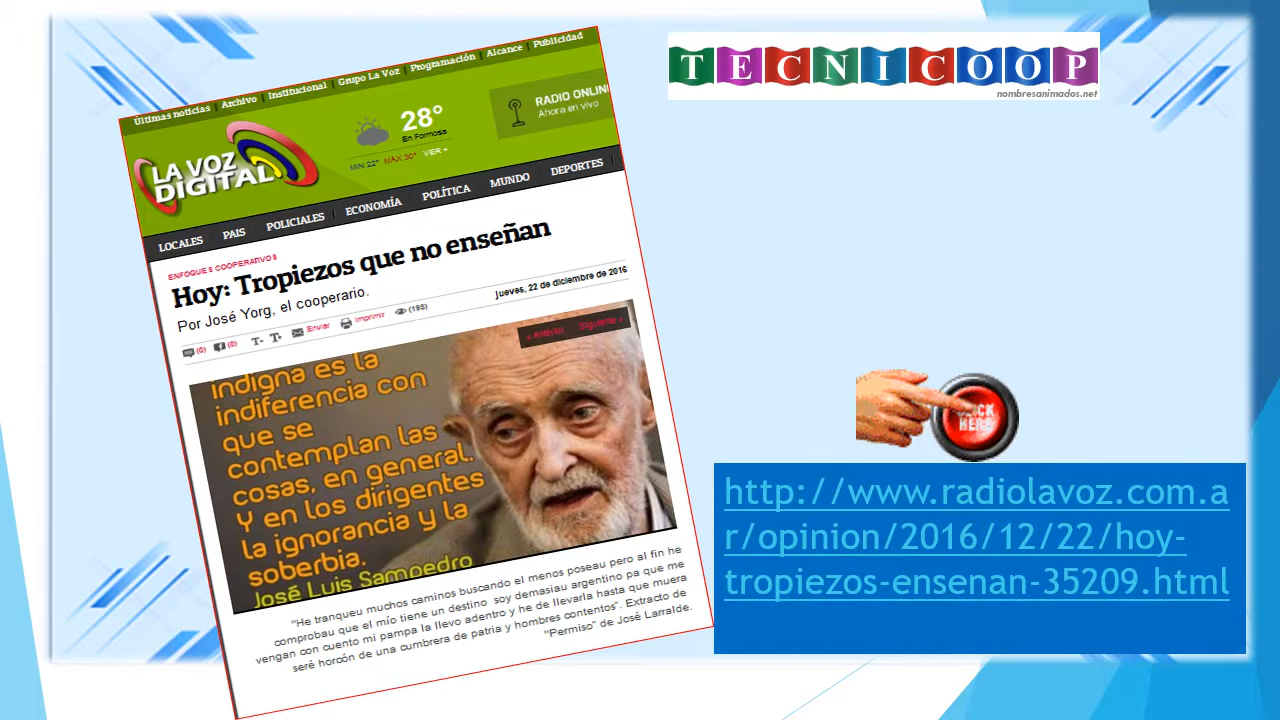 TECNICOOP
nombresanimados.net
Últimas noticias | Archivo | Institucional | Grupo La Voz | Programación | Alcance | Publicidad
LA VOZ
DIGITAL
28°
En Formosa
MIN 22° MÁX 30° VER
RADIO ONLIN
Ahora en vivo
LOCALES PAIS POLICIALES ECONOMÍA POLÍTICA MUNDO DEPORTES
ENFOQUES COOPERATIVOS
Hoy: Tropiezos que no enseñan
Por José Yorg, el cooperario.
Jueves, 22 de diciembre de 2016
(0) (0) T- T+ Enviar Imprimir (198)
« Anterior Siguiente »
indigna es la
indiferencia con
que se
contemplan las
cosas, en general.
Y en los dirigentes
la ignorancia y la
soberbia.
José Luis Sampedro
"He tranqueu muchos caminos buscando el menos poseau pero al fin he
comprobau que el mío tiene un destino soy demasiau argentino pa que me
vengan con cuento mi pampa la llevo adentro y he de llevarla hasta que muera
seré horcón de una cumbrera de patria y hombres contentos". Extracto de
"Permiso" de José Larralde.
CLICK
HERE
http://www.radiolavoz.com.a
r/opinion/2016/12/22/hoy-
tropiezos-ensenan-35209.html